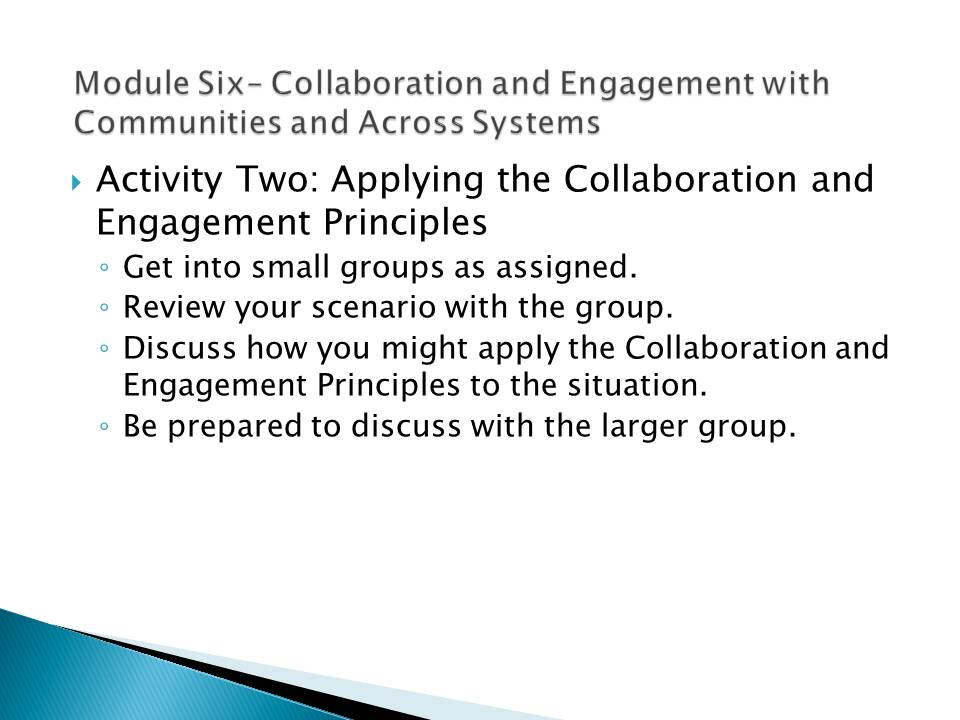 Module Six– Collaboration and Engagement with
Communities and Across Systems
Activity Two: Applying the Collaboration and
Engagement Principles
Get into small groups as assigned.
Review your scenario with the group.
Discuss how you might apply the Collaboration and
Engagement Principles to the situation.
Be prepared to discuss with the larger group.